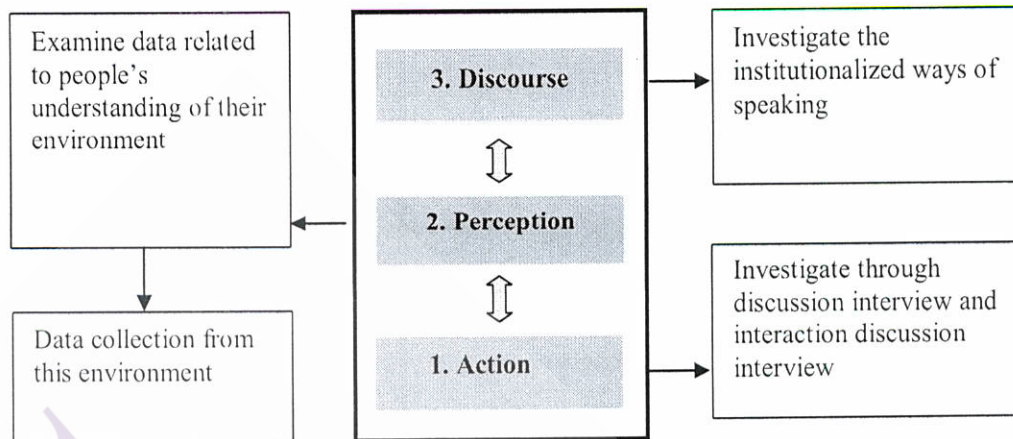 Examine data related
to people's
understanding of their
environment
Data collection from
this environment
3. Discourse
2. Perception
1. Action
Investigate the
institutionalized ways of
speaking
Investigate through
discussion interview and
interaction discussion
interview